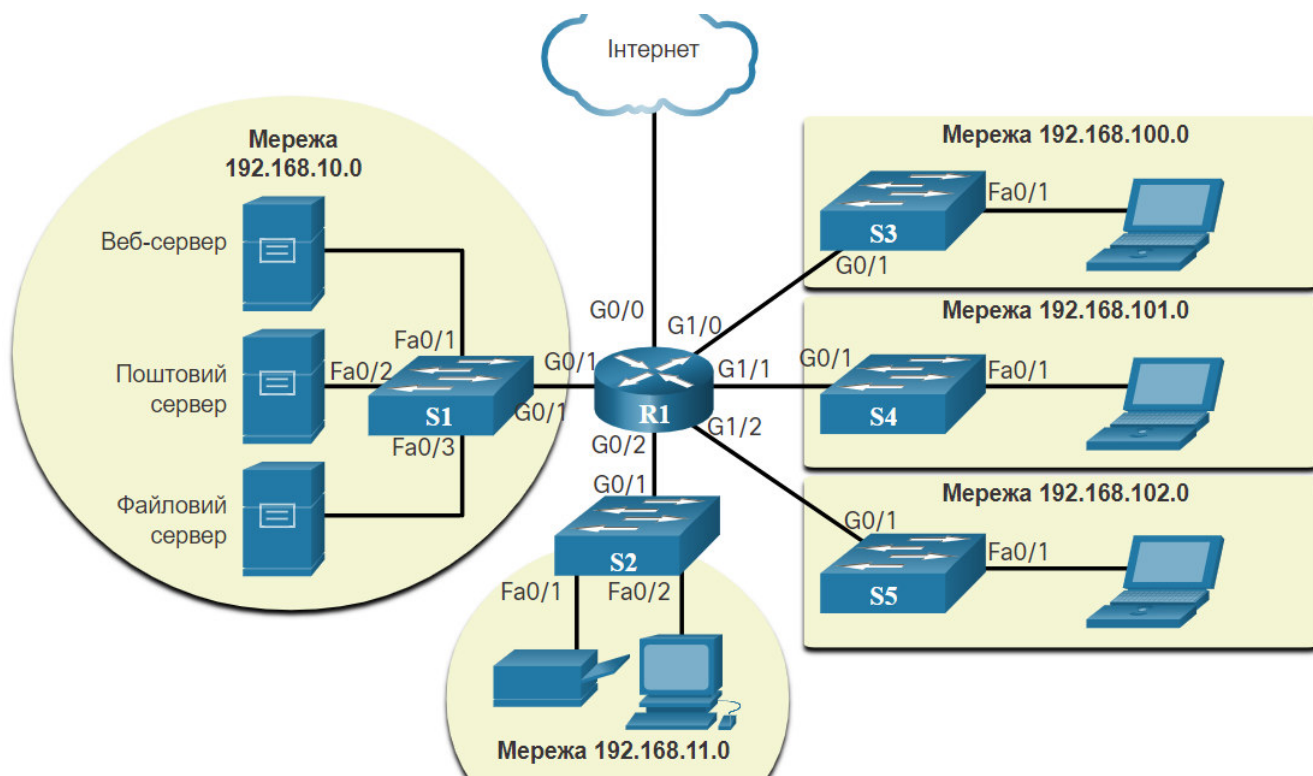 Інтернет
Мережа
192.168.10.0
Веб-сервер
Поштовий
сервер
Файловий
сервер
Fa0/1
Fa0/2
Fa0/3
S1
G0/1
G0/1
G0/0
G1/0
G1/1
G1/2
R1
G0/2
G0/1
S2
Fa0/1
Fa0/2
Мережа 192.168.11.0
Мережа 192.168.100.0
Fa0/1
S3
G0/1
Мережа 192.168.101.0
G0/1
Fa0/1
S4
Мережа 192.168.102.0
G0/1
Fa0/1
S5